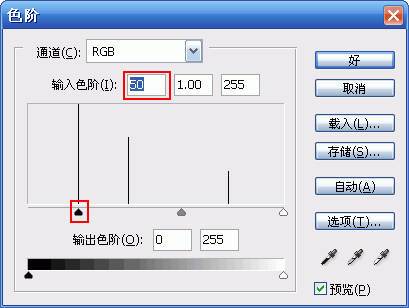 色阶
通道(C): RGB
好
输入色阶(I): 50 1.00 255
取消
载入(L)...
存储(S)...
自动(A)
选项(T)...
输出色阶(O): 0 255
预览(P)